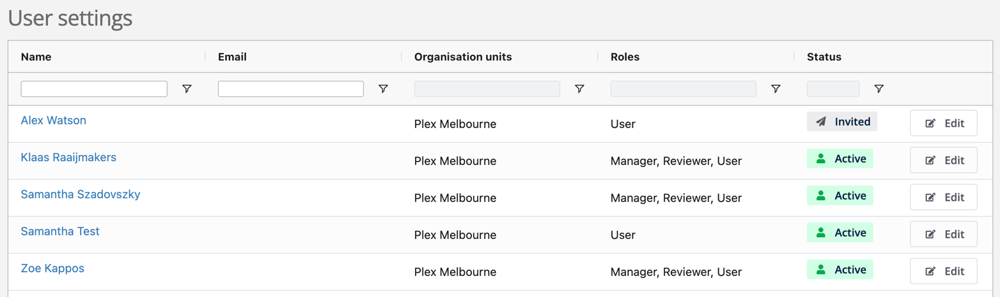 User settings
Name Email Organisation units Roles Status
Alex Watson Plex Melbourne User Invited Edit
Klaas Raaijmakers Plex Melbourne Manager, Reviewer, User Active Edit
Samantha Szadovszky Plex Melbourne Manager, Reviewer, User Active Edit
Samantha Test Plex Melbourne User Active Edit
Zoe Kappos Plex Melbourne Manager, Reviewer, User Active Edit